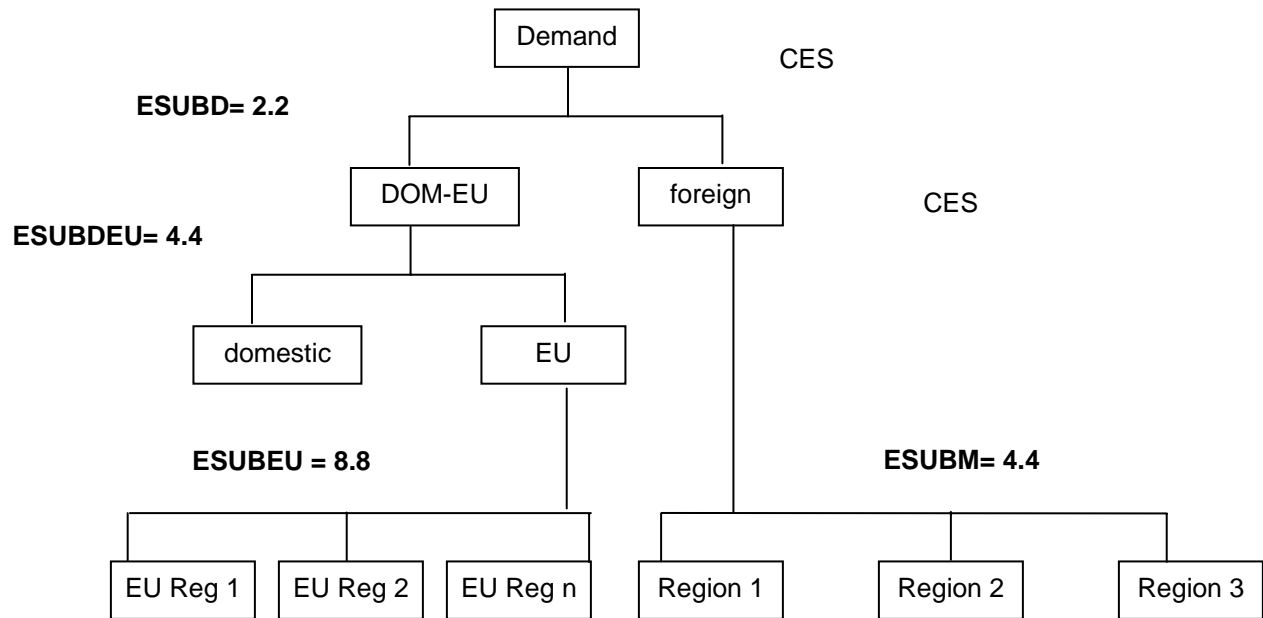 Demand
CES
ESUBD= 2.2
DOM-EU
foreign
CES
ESUBDEU= 4.4
domestic
EU
ESUBEU = 8.8
ESUBM= 4.4
EU Reg 1
EU Reg 2
EU Reg n
Region 1
Region 2
Region 3